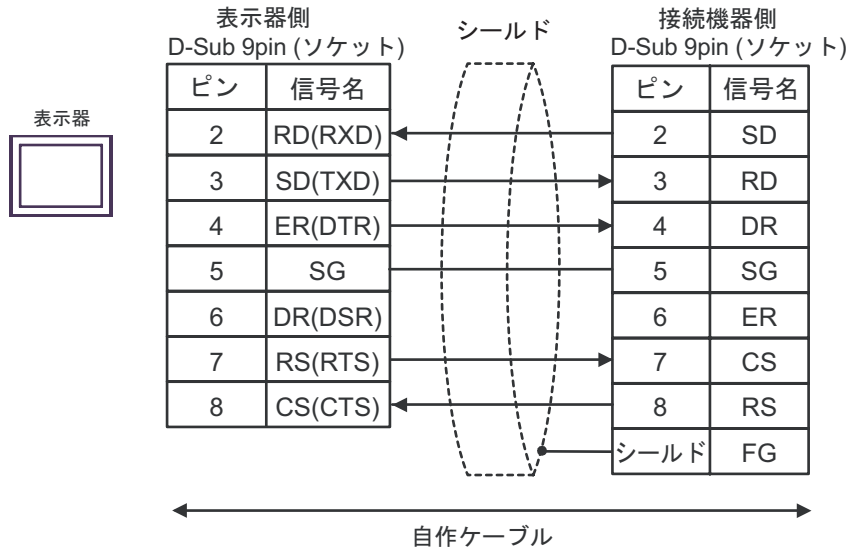 表示器側
D-Sub 9pin (ソケット)
シールド
接続機器側
D-Sub 9pin (ソケット)
表示器
ピン 信号名 ピン 信号名
2 RD(RXD) 2 SD
3 SD(TXD) 3 RD
4 ER(DTR) 4 DR
5 SG 5 SG
6 DR(DSR) 6 ER
7 RS(RTS) 7 CS
8 CS(CTS) 8 RS
シールド FG
自作ケーブル